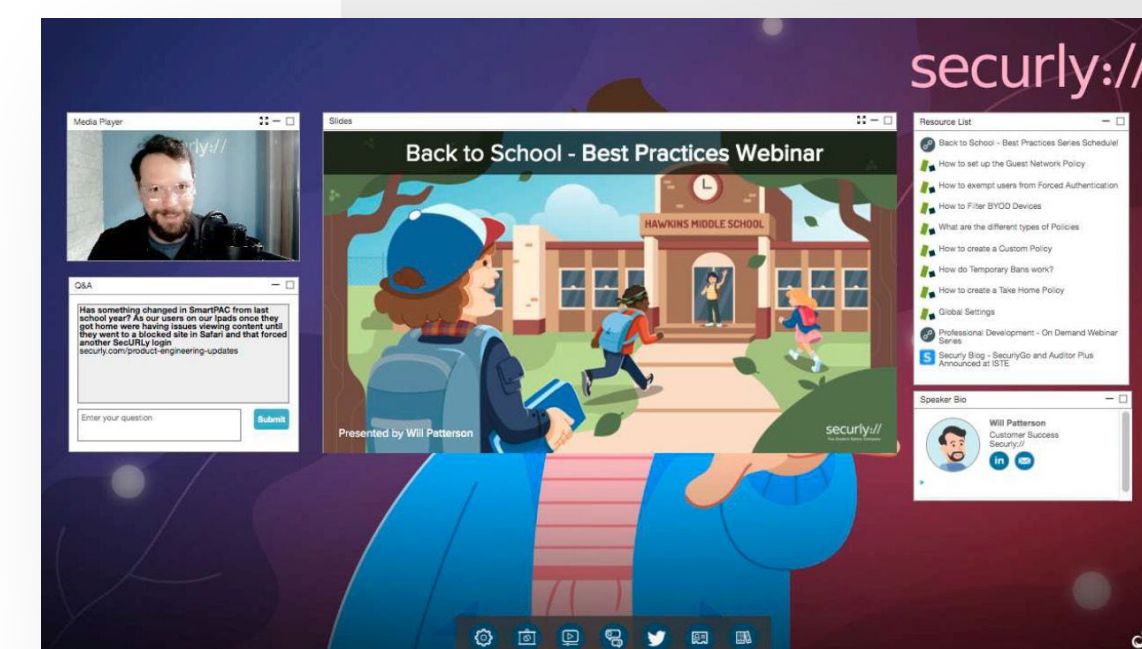 securly://
Media Player
rly://
Q&A
Has something changed in SmartPAC from last
school year? As our users on our Ipads once they
got home were having issues viewing content until
they went to a blocked site in Safari and that forced
another SecURLy login
securly.com/product-engineering-updates
Enter your question
Submit
Slides
Back to School - Best Practices Webinar
HAWKINS MIDDLE SCHOOL
Presented by Will Patterson
securly://
The Student Safety Company
Resource List
Back to School - Best Practices Series Schedule!
How to set up the Guest Network Policy
How to exempt users from Forced Authentication
How to Filter BYOD Devices
What are the different types of Policies
How to create a Custom Policy
How do Temporary Bans work?
How to create a Take Home Policy
Global Settings
Professional Development - On Demand Webinar
Series
Securly Blog - SecurlyGo and Auditor Plus
Announced at ISTE
Speaker Bio
Will Patterson
Customer Success
Securly://
in